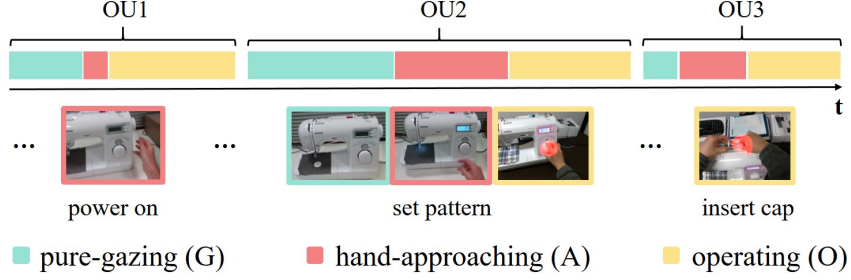 OU1 OU2 OU3
t
... ... ...
power on set pattern insert cap
pure-gazing (G) hand-approaching (A) operating (O)